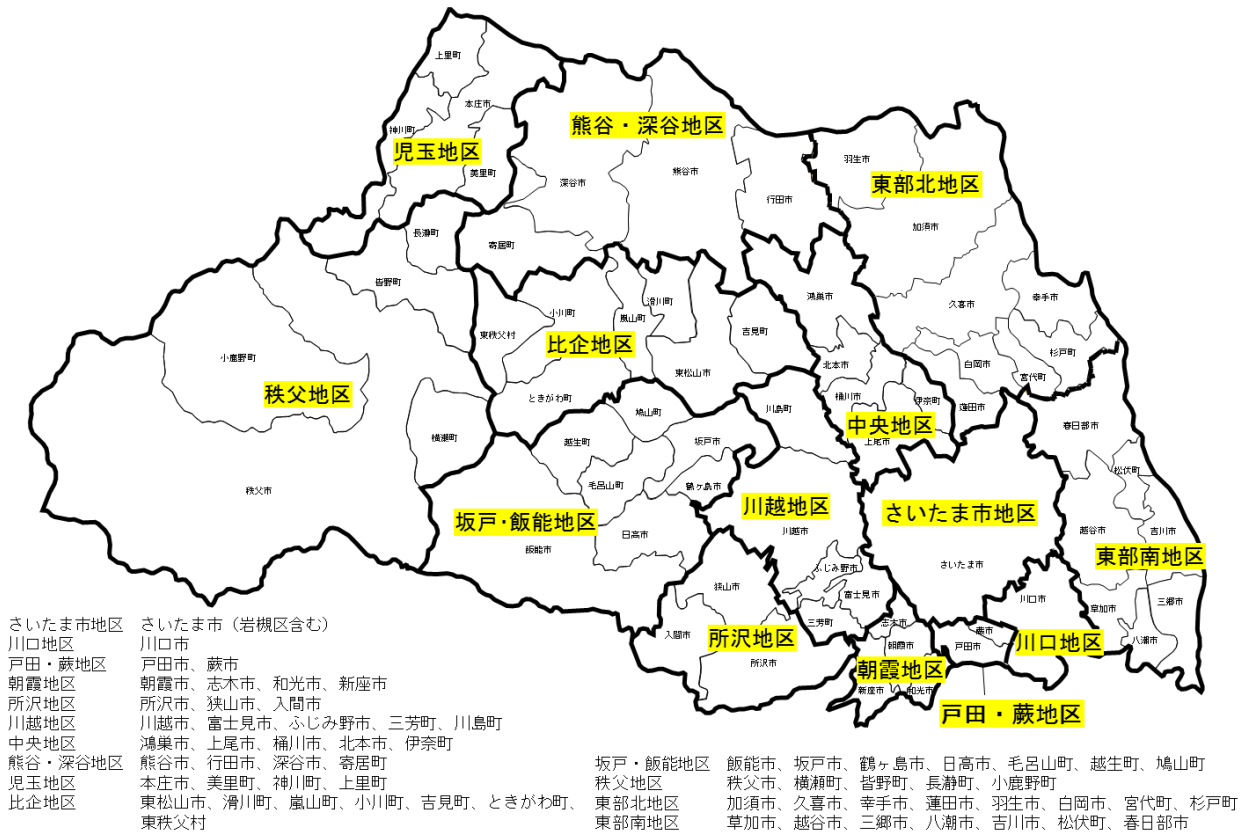 上里町
本庄市
神川町
児玉地区
美里町
熊谷・深谷地区
深谷市
熊谷市
行田市
寄居町
羽生市
東部北地区
加須市
久喜市
幸手市
杉戸町
白岡市
宮代町
蓮田市
長瀞町
皆野町
小鹿野町
秩父地区
横瀬町
秩父市
東秩父村
小川町
嵐山町
滑川町
吉見町
比企地区
東松山市
ときがわ町
鴻巣市
北本市
桶川市
伊奈町
中央地区
上尾市
鳩山町
越生町
坂戸市
毛呂山町
鶴ヶ島市
坂戸・飯能地区
日高市
飯能市
川島町
川越地区
川越市
ふじみ野市
富士見市
三芳町
さいたま市地区
さいたま市
春日部市
松伏町
越谷市
吉川市
東部南地区
草加市
三郷市
八潮市
狭山市
入間市
所沢地区
所沢市
志木市
朝霞市
朝霞地区
新座市
和光市
川口市
川口地区
蕨市
戸田市
戸田・蕨地区
さいたま市地区 さいたま市（岩槻区含む）
川口地区 川口市
戸田・蕨地区 戸田市、蕨市
朝霞地区 朝霞市、志木市、和光市、新座市
所沢地区 所沢市、狭山市、入間市
川越地区 川越市、富士見市、ふじみ野市、三芳町、川島町
中央地区 鴻巣市、上尾市、桶川市、北本市、伊奈町
熊谷・深谷地区 熊谷市、行田市、深谷市、寄居町
児玉地区 本庄市、美里町、神川町、上里町
比企地区 東松山市、滑川町、嵐山町、小川町、吉見町、ときがわ町、
東秩父村
坂戸・飯能地区 飯能市、坂戸市、鶴ヶ島市、日高市、毛呂山町、越生町、鳩山町
秩父地区 秩父市、横瀬町、皆野町、長瀞町、小鹿野町
東部北地区 加須市、久喜市、幸手市、蓮田市、羽生市、白岡市、宮代町、杉戸町
東部南地区 草加市、越谷市、三郷市、八潮市、吉川市、松伏町、春日部市